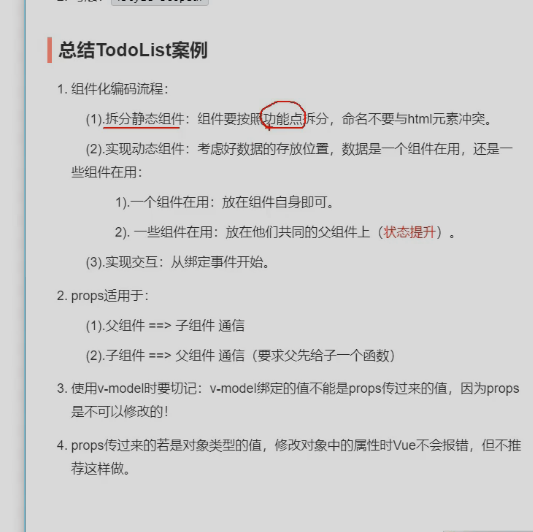 总结TodoList案例
1. 组件化编码流程：
(1).拆分静态组件：组件要按照功能点拆分，命名不要与html元素冲突。
(2).实现动态组件：考虑好数据的存放位置，数据是一个组件在用，还是一
些组件在用：
1).一个组件在用：放在组件自身即可。
2). 一些组件在用：放在他们共同的父组件上（状态提升）。
(3).实现交互：从绑定事件开始。
2. props适用于：
(1).父组件 ==> 子组件 通信
(2).子组件 ==> 父组件 通信（要求父先给子一个函数）
3. 使用v-model时要切记：v-model绑定的值不能是props传过来的值，因为props
是不可以修改的！
4. props传过来的若是对象类型的值，修改对象中的属性时Vue不会报错，但不推
荐这样做。